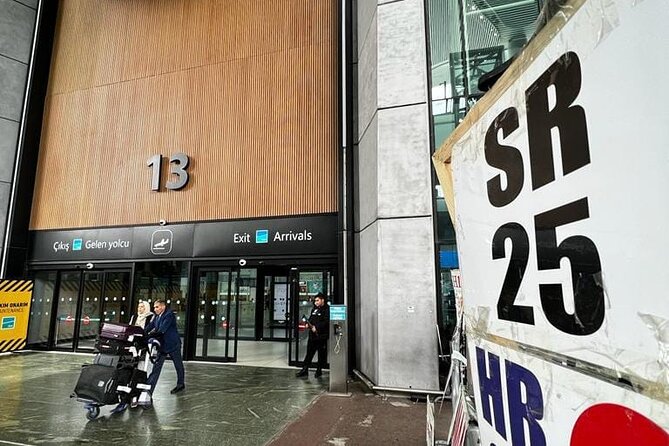 13
Çıkış Gelen yolcu
Exit Arrivals
SR
25
HR